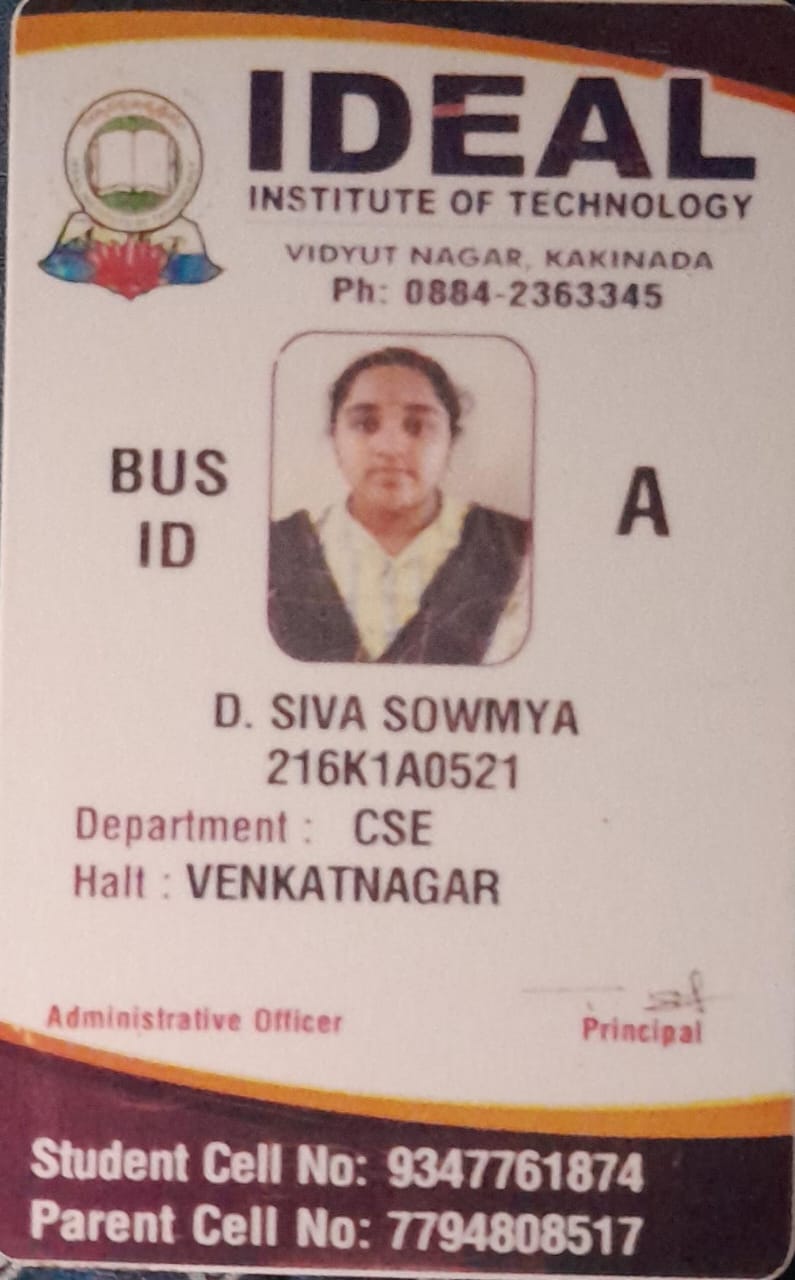 IDEAL
INSTITUTE OF TECHNOLOGY
VIDYUT NAGAR, KAKINADA
Ph: 0884-2363345
BUS
ID
A
D. SIVA SOWMYA
216K1A0521
Department : CSE
Halt : VENKATNAGAR
Administrative Officer
Principal
Student Cell No: 9347761874
Parent Cell No: 7794808517